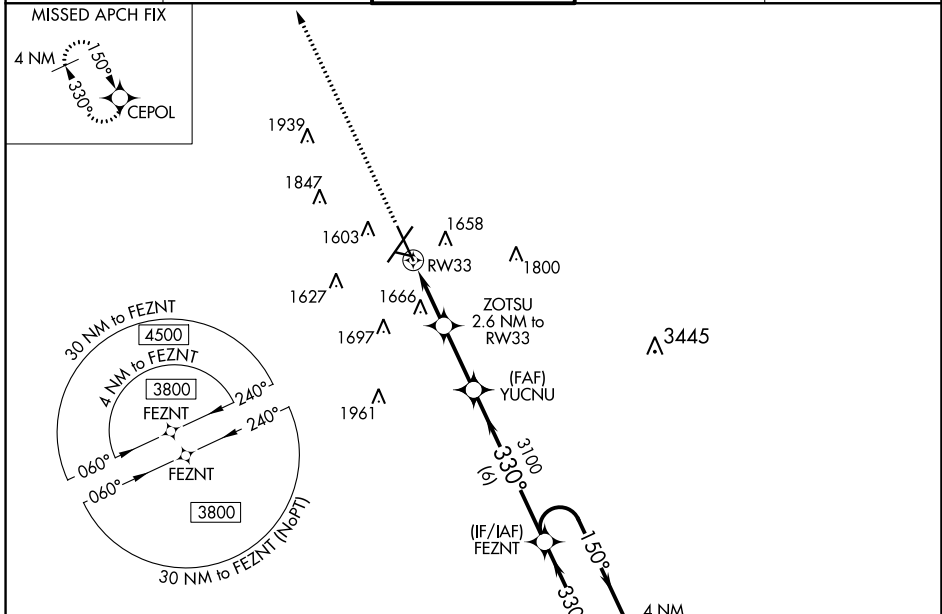 MISSED APCH FIX
4 NM
150°
330°
CEPOL
1939
1847
1603
1658
RW33
1800
1627
1666
ZOTSU
2.6 NM to
RW33
1697
3445
(FAF)
YUCNU
1961
30 NM to FEZNT
4500
4 NM to FEZNT
3800
FEZNT
240°
240°
060°
060°
FEZNT
3800
30 NM to FEZNT (NoPT)
3100
330°
(6)
(IF/IAF)
FEZNT
150°
330
4 NM